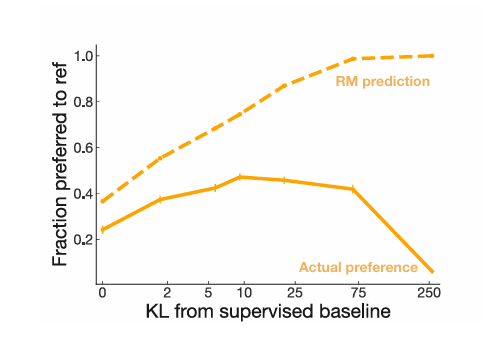 Fraction preferred to ref
1.0
0.8
0.6
0.4
0.2
RM prediction
Actual preference
0 2 5 10 25 75 250
KL from supervised baseline